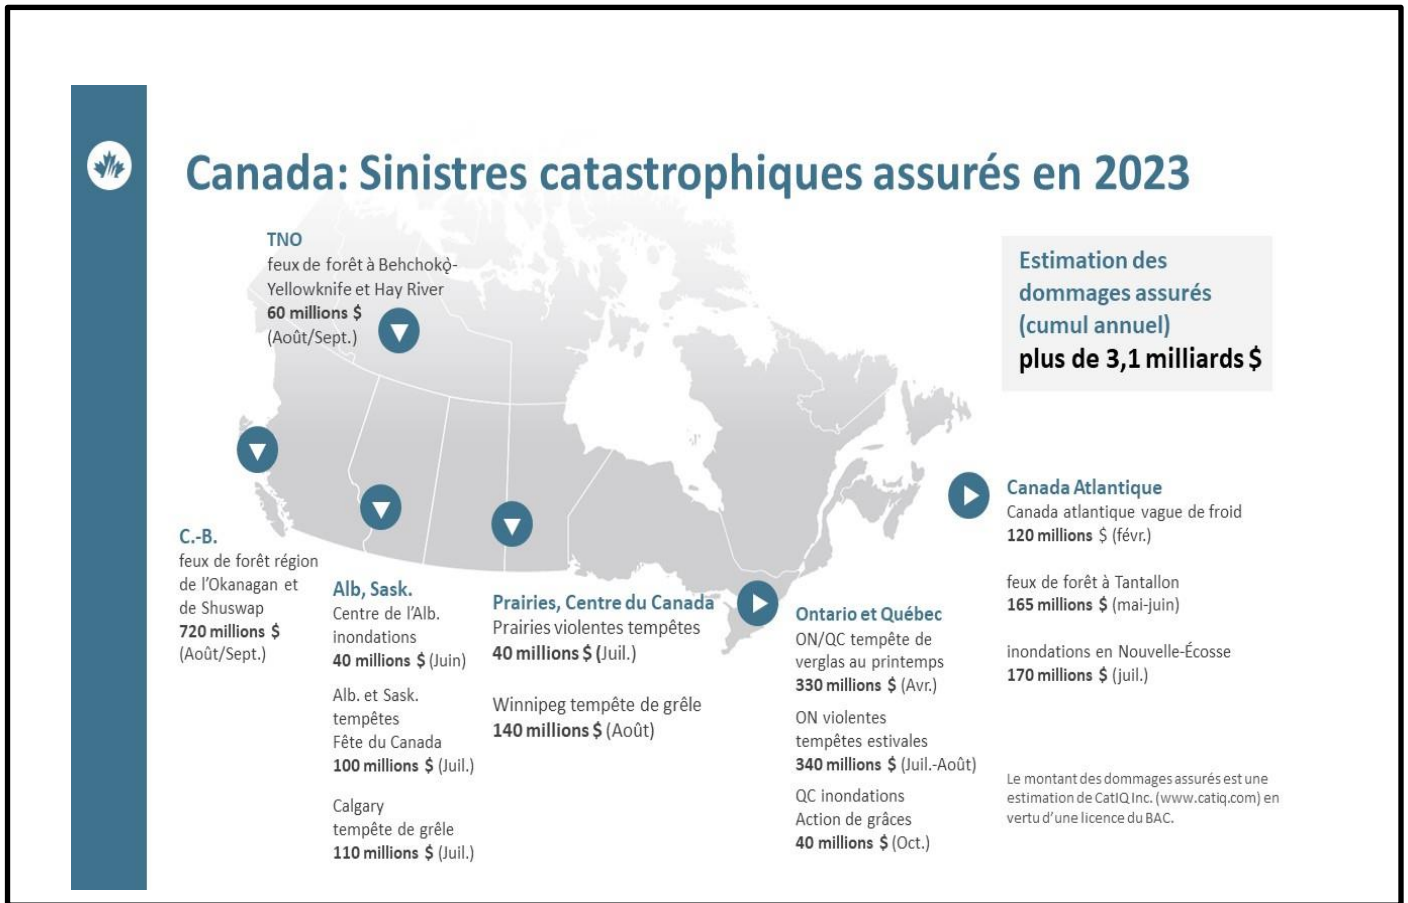 Canada: Sinistres catastrophiques assurés en 2023
TNO
feux de forêt à Behchokǫ̀-
Yellowknife et Hay River
60 millions $
(Août/Sept.)
Estimation des
dommages assurés
(cumul annuel)
plus de 3,1 milliards $
C.-B.
feux de forêt région
de l’Okanagan et
de Shuswap
720 millions $
(Août/Sept.)
Alb, Sask.
Centre de l’Alb.
inondations
40 millions $ (Juin)
Alb. et Sask.
tempêtes
Fête du Canada
100 millions $ (Juil.)
Calgary
tempête de grêle
110 millions $ (Juil.)
Prairies, Centre du Canada
Prairies violentes tempêtes
40 millions $ (Juil.)
Winnipeg tempête de grêle
140 millions $ (Août)
Ontario et Québec
ON/QC tempête de
verglas au printemps
330 millions $ (Avr.)
ON violentes
tempêtes estivales
340 millions $ (Juil.-Août)
QC inondations
Action de grâces
40 millions $ (Oct.)
Canada Atlantique
Canada atlantique vague de froid
120 millions $ (févr.)
feux de forêt à Tantallon
165 millions $ (mai-juin)
inondations en Nouvelle-Écosse
170 millions $ (juil.)
Le montant des dommages assurés est une
estimation de CatIQ Inc. (www.catiq.com) en
vertu d’une licence du BAC.